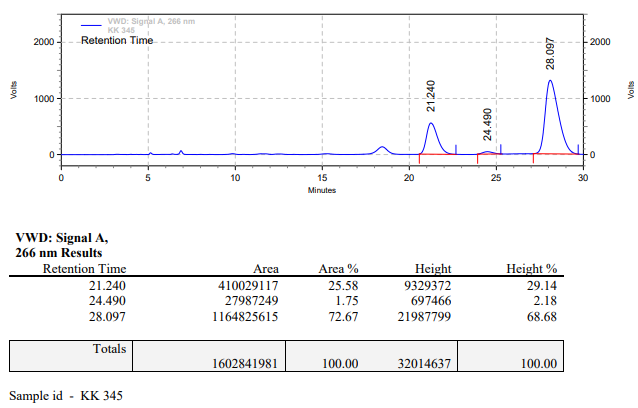 VWD: Signal A, 266 nm
KK 345
Retention Time
2000
1000
0
Volts
21.240
24.490
28.097
2000
1000
0
Volts
0 5 10 15 20 25 30
Minutes
VWD: Signal A,
266 nm Results
Retention Time Area Area % Height Height %
21.240 410029117 25.58 9329372 29.14
24.490 27987249 1.75 697466 2.18
28.097 1164825615 72.67 21987799 68.68
Totals
1602841981 100.00 32014637 100.00
Sample id - KK 345